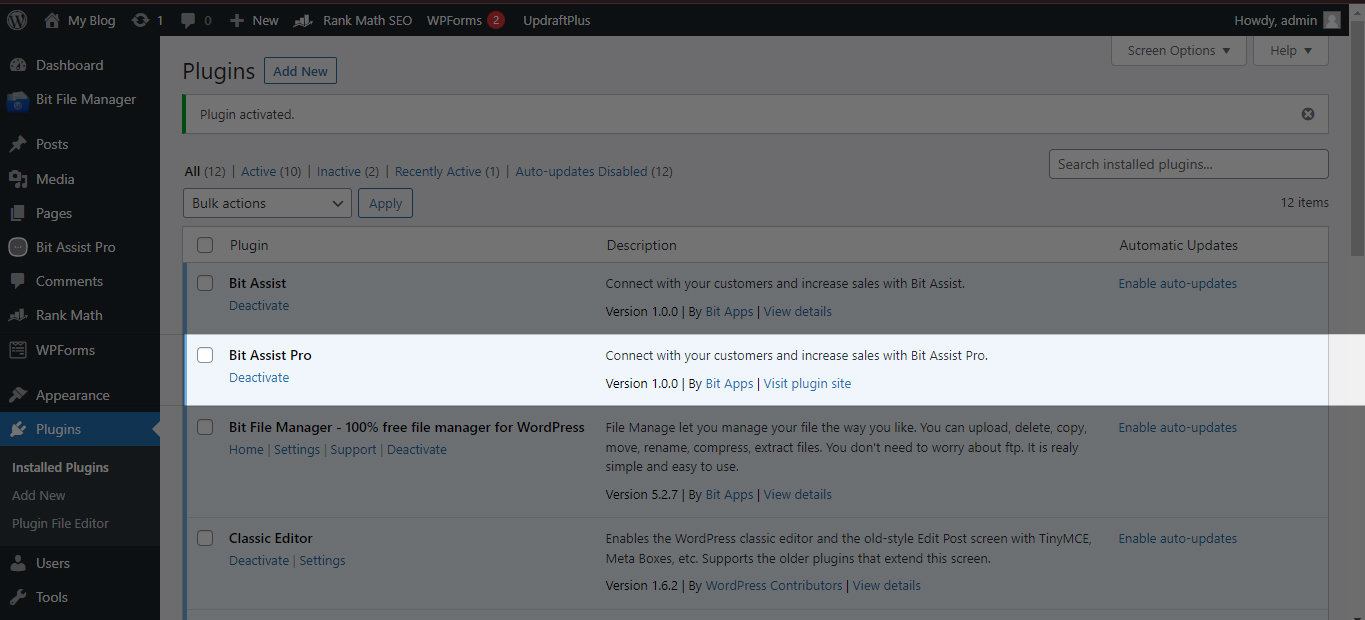 My Blog 1 0 New Rank Math SEO WPForms 2 UpdraftPlus Howdy, admin
Dashboard
Bit File Manager
Posts
Media
Pages
Bit Assist Pro
Comments
Rank Math
WPForms
Appearance
Plugins
Installed Plugins
Add New
Plugin File Editor
Users
Tools
Screen Options Help
Plugins Add New
Plugin activated.
All (12) | Active (10) | Inactive (2) | Recently Active (1) | Auto-updates Disabled (12)
Search installed plugins...
Bulk actions Apply
12 items
Plugin Description Automatic Updates
Bit Assist
Deactivate
Connect with your customers and increase sales with Bit Assist.
Version 1.0.0 | By Bit Apps | View details
Enable auto-updates
Bit Assist Pro
Deactivate
Connect with your customers and increase sales with Bit Assist Pro.
Version 1.0.0 | By Bit Apps | Visit plugin site
Bit File Manager - 100% free file manager for WordPress
Home | Settings | Support | Deactivate
File Manage let you manage your file the way you like. You can upload, delete, copy,
move, rename, compress, extract files. You don't need to worry about ftp. It is realy
simple and easy to use.
Version 5.2.7 | By Bit Apps | View details
Enable auto-updates
Classic Editor
Deactivate | Settings
Enables the WordPress classic editor and the old-style Edit Post screen with TinyMCE,
Meta Boxes, etc. Supports the older plugins that extend this screen.
Version 1.6.2 | By WordPress Contributors | View details
Enable auto-updates